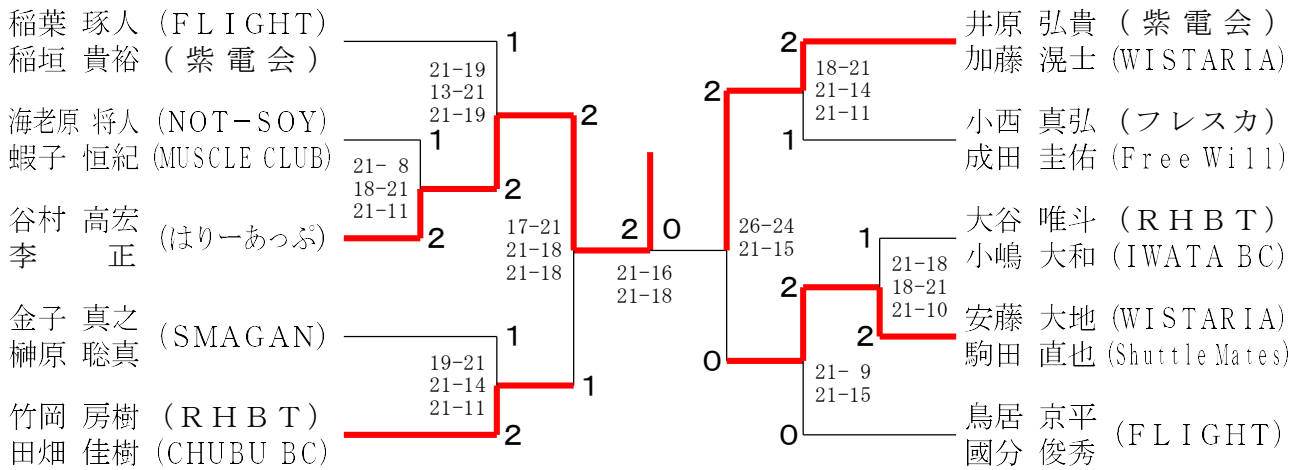 稲葉 琢人 (ＦＬＩＧＨＴ)
稲垣 貴裕 (紫電会)
1
21-19
13-21
21-19
海老原 将人 (NOT−SOY)
蝦子 恒紀 (MUSCLE CLUB)
1
21- 8
18-21
21-11
2
谷村 高宏
李 正
(はりーあっぷ)
2
2
17-21
21-18
21-18
金子 真之
榊原 聡真
(SMAGAN)
1
19-21
21-14
21-11
1
竹岡 房樹 (ＲＨＢＴ)
田畑 佳樹 (CHUBU BC)
2
2
0
21-16
21-18
井原 弘貴 (紫電会)
加藤 滉士 (WISTARIA)
2
18-21
21-14
21-11
2
小西 真弘 (フレスカ)
成田 圭佑 (Free Will)
1
26-24
21-15
大谷 唯斗 (ＲＨＢＴ)
小嶋 大和 (IWATA BC)
1
21-18
18-21
21-10
2
安藤 大地 (WISTARIA)
駒田 直也 (Shuttle Mates)
2
0
21- 9
21-15
鳥居 京平
國分 俊秀
(ＦＬＩＧＨＴ)
0